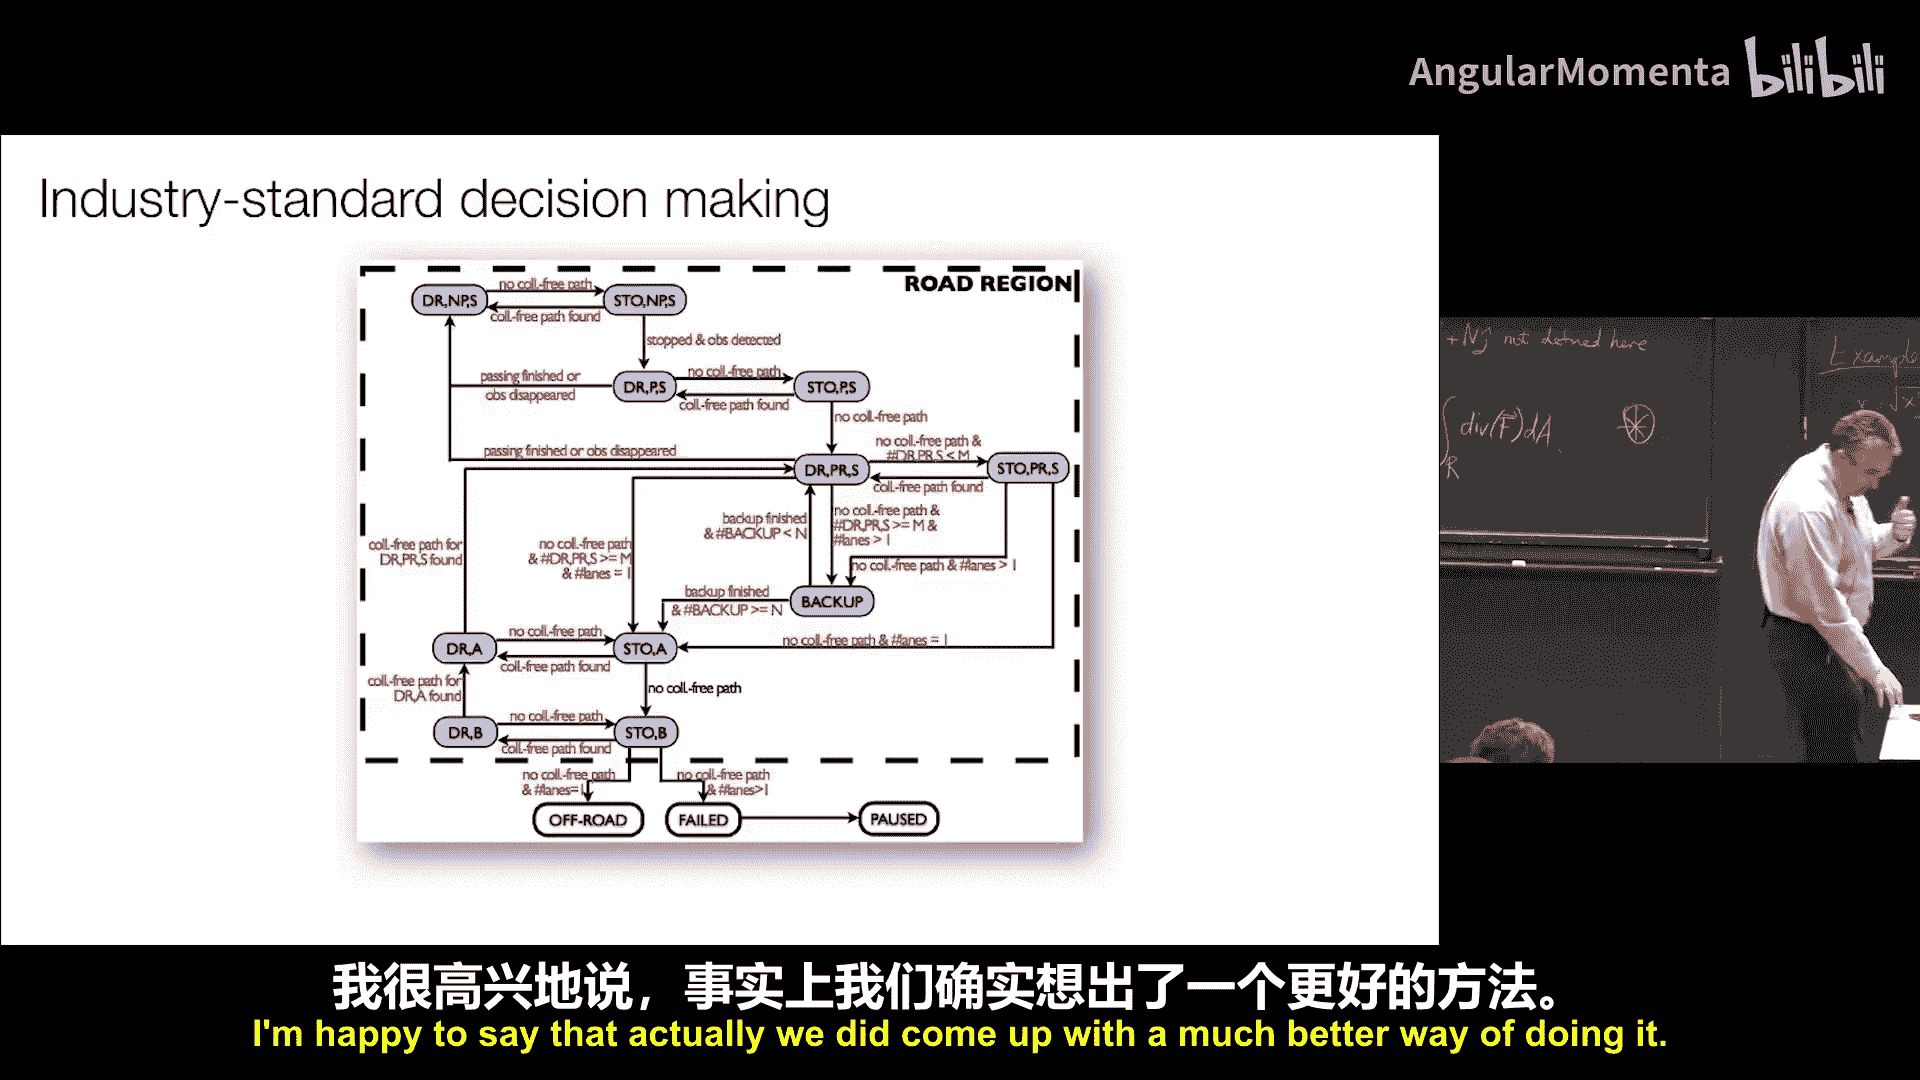 AngularMomenta bilibili
Industry-standard decision making
ROAD REGION
DR,NP,S
no coll.-free path
coll.-free path found
STO,NP,S
stopped & obs detected
passing finished or
obs disappeared
DR,P,S
no coll.-free path
coll.-free path found
STO,P,S
no coll.-free path
passing finished or obs disappeared
DR,PR,S
no coll.-free path &
#DR,PR,S < M
coll.-free path found
STO,PR,S
backup finished
& #BACKUP < N
no coll.-free path &
#DR,PR,S >= M &
#lanes > 1
coll.-free path for
DR,PR,S found
no coll.-free path
& #DR,PR,S >= M
& #lanes = 1
no coll.-free path & #lanes > 1
backup finished
& #BACKUP >= N
BACKUP
DR,A
no coll.-free path
coll.-free path found
STO,A
no coll.-free path & #lanes = 1
coll.-free path for
DR,A found
no coll.-free path
DR,B
no coll.-free path
coll.-free path found
STO,B
no coll.-free path
& #lanes=1
no coll.-free path
& #lanes>1
OFF-ROAD
FAILED
PAUSED
+Nj not defined here
Example
∫ div(F⃗)dA
R
我很高兴地说，事实上我们确实想出了一个更好的方法。
I'm happy to say that actually we did come up with a much better way of doing it.